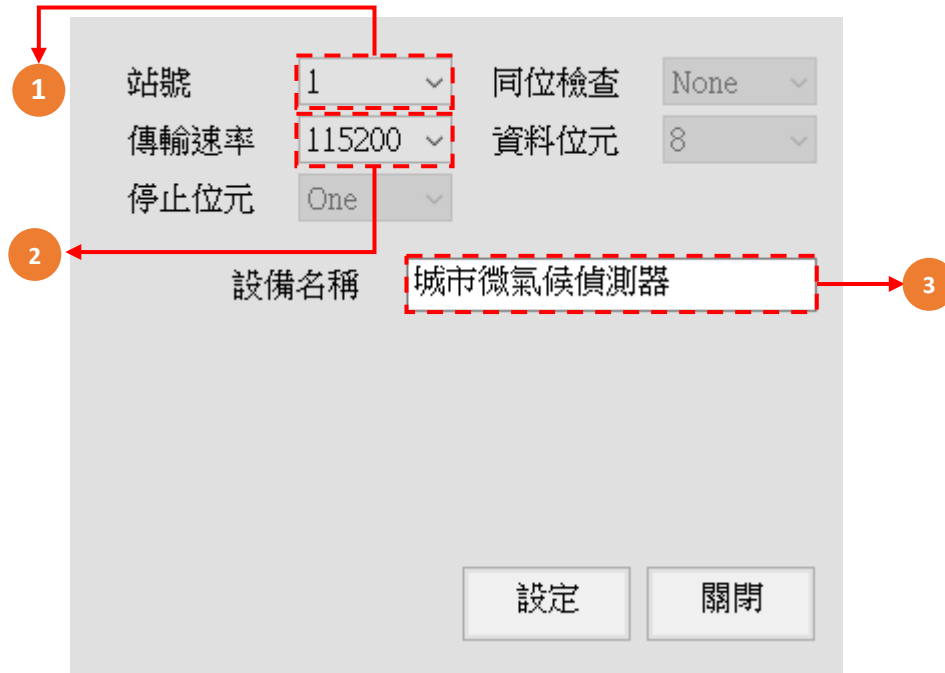 1
站號 1 同位檢查 None
傳輸速率 115200 資料位元 8
停止位元 One
2
設備名稱 城市微氣候偵測器
3
設定 關閉